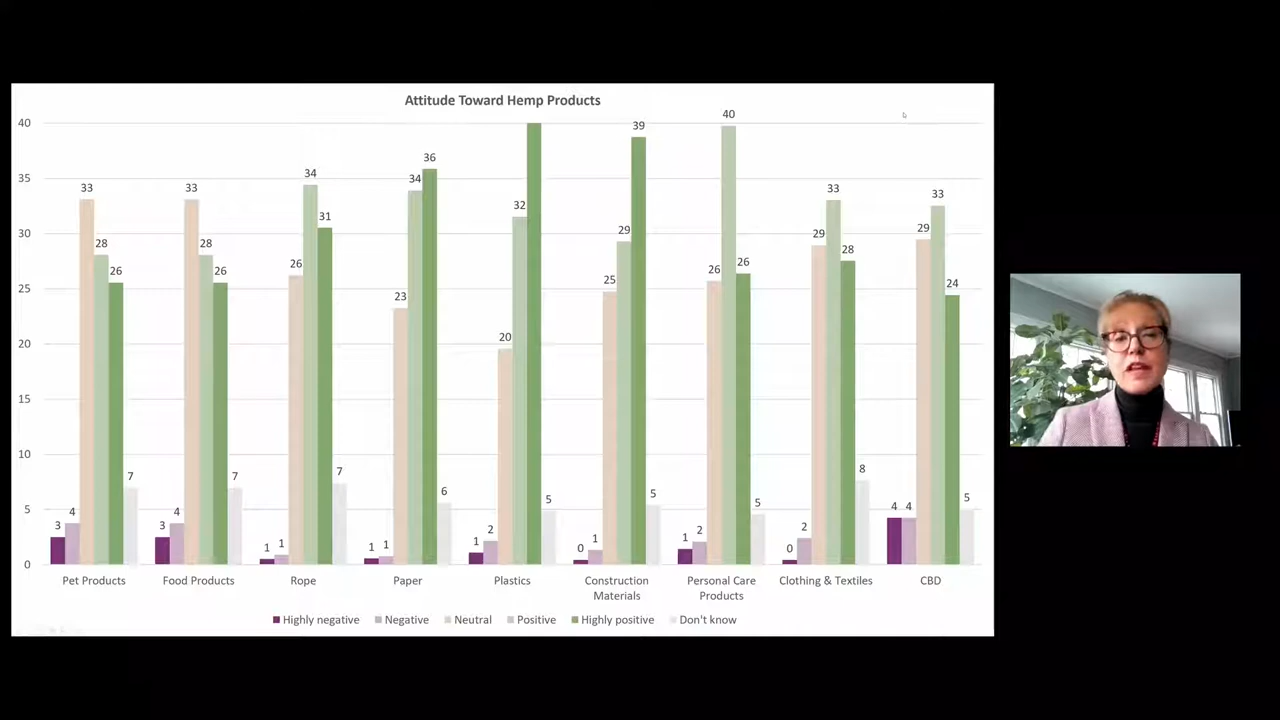 Attitude Toward Hemp Products
40
35
30
25
20
15
10
5
0
3 4 33 28 26 7
3 4 33 28 26 7
1 1 26 34 31 7
1 1 23 34 36 6
1 2 20 32 5
0 1 25 29 39 5
1 2 26 40 26 5
0 2 29 33 28 8
4 4 29 33 24 5
Pet Products
Food Products
Rope
Paper
Plastics
Construction
Materials
Personal Care
Products
Clothing & Textiles
CBD
Highly negative Negative Neutral Positive Highly positive Don't know